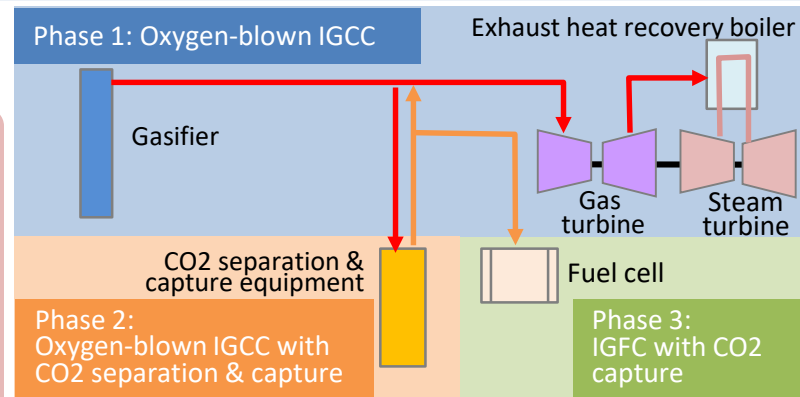 Phase 1: Oxygen-blown IGCC
Exhaust heat recovery boiler
Gasifier
Gas
turbine
Steam
turbine
CO2 separation &
capture equipment
Fuel cell
Phase 2:
Oxygen-blown IGCC with
CO2 separation & capture
Phase 3:
IGFC with CO2
capture